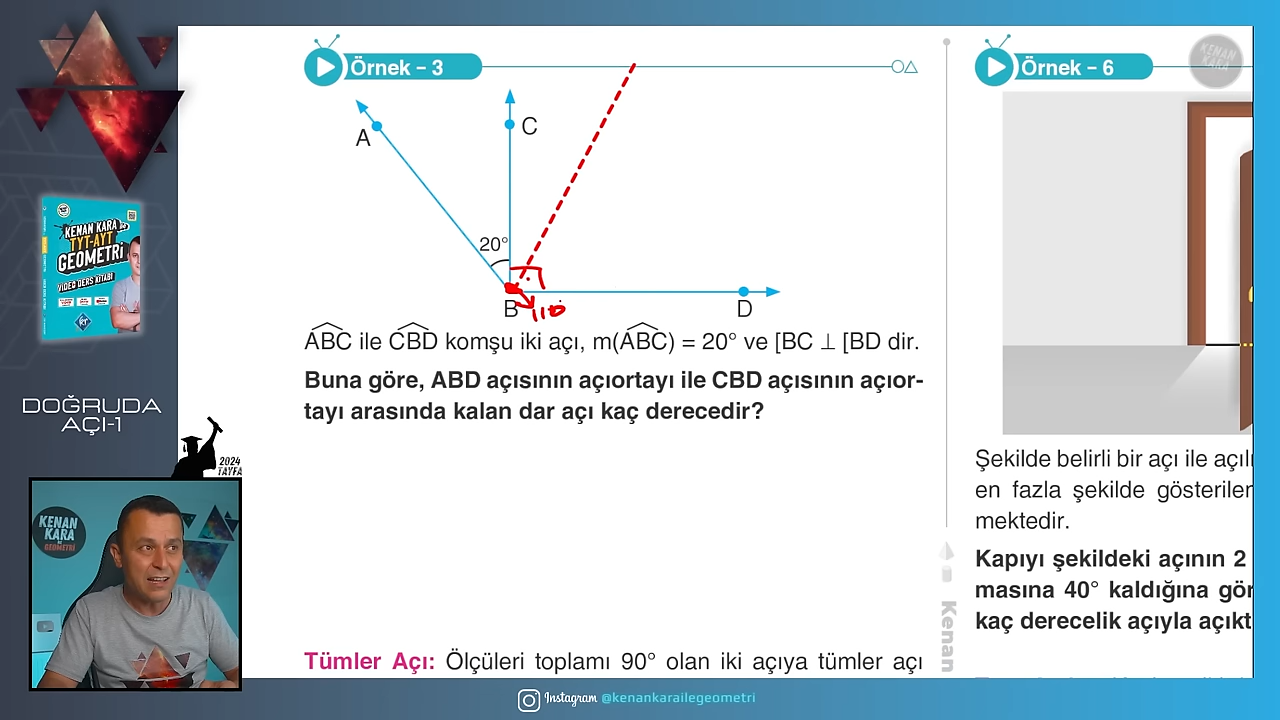 Örnek – 3
A
C
20°
B
D
110
ABC ile CBD komşu iki açı, m(ABC) = 20° ve [BC ⊥ [BD dir.
Buna göre, ABD açısının açıortayı ile CBD açısının açıor-
tayı arasında kalan dar açı kaç derecedir?
Tümler Açı: Ölçüleri toplamı 90° olan iki açıya tümler açı
Örnek – 6
KENAN
KARA
Şekilde belirli bir açı ile açılı
en fazla şekilde gösterilen
mektedir.
Kapıyı şekildeki açının 2
masına 40° kaldığına gör
kaç derecelik açıyla açıkt
Kenan
KENAN KARA
TYT-AYT
GEOMETRİ
VİDEO DERS KİTABI
DOĞRUDA
AÇI-1
2024
TAYFA
KENAN
KARA
ile
GEOMETRİ
Instagram @kenankarailegeometri